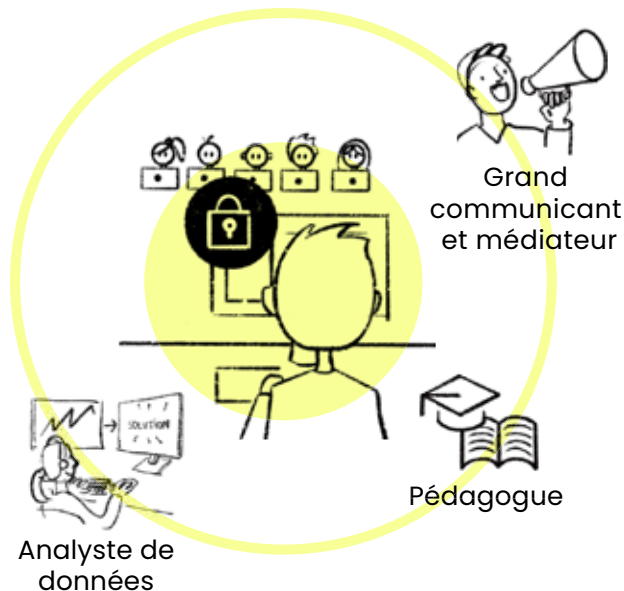 Grand
communicant
et médiateur
SOLUTION
Pédagogue
Analyste de
données